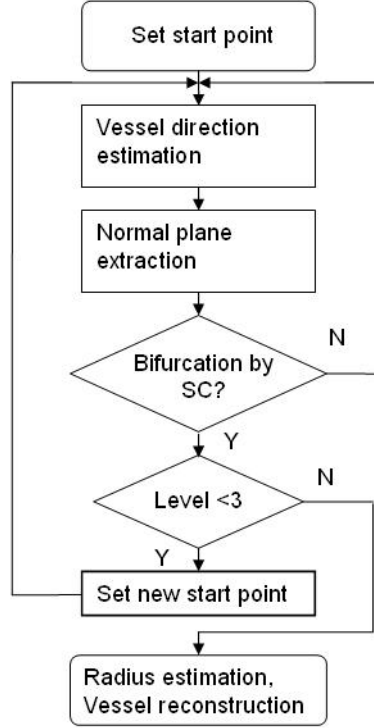 Set start point
Vessel direction
estimation
Normal plane
extraction
N
Bifurcation by
SC?
Y
N
Level <3
Y
Set new start point
Radius estimation,
Vessel reconstruction